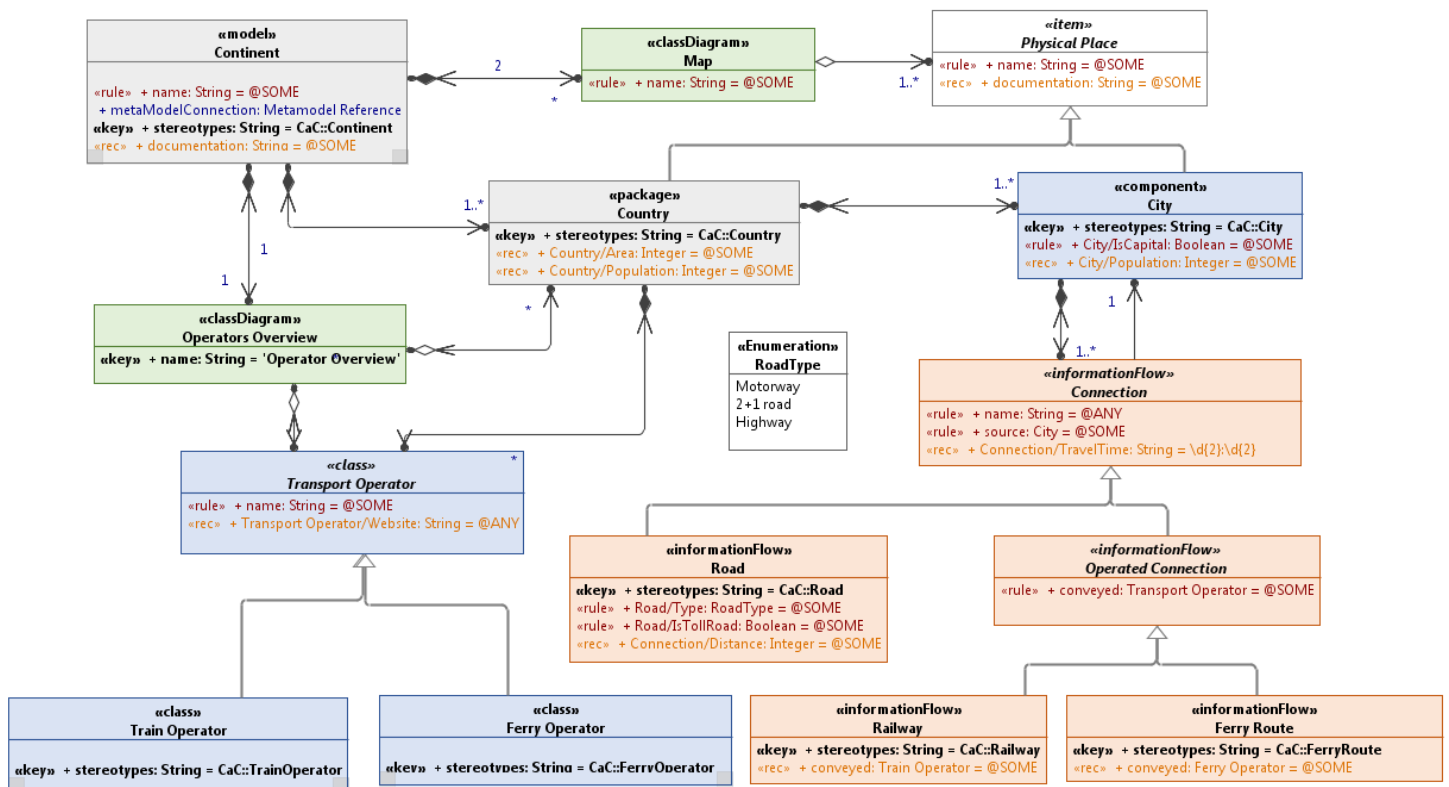 «model»
Continent
«rule» + name: String = @SOME
+ metaModelConnection: Metamodel Reference
«key» + stereotypes: String = CaC::Continent
«rec» + documentation: String = @SOME
2
*
«classDiagram»
Map
«rule» + name: String = @SOME
1..*
«item»
Physical Place
«rule» + name: String = @SOME
«rec» + documentation: String = @SOME
1..*
«package»
Country
«key» + stereotypes: String = CaC::Country
«rec» + Country/Area: Integer = @SOME
«rec» + Country/Population: Integer = @SOME
1..*
«component»
City
«key» + stereotypes: String = CaC::City
«rule» + City/IsCapital: Boolean = @SOME
«rec» + City/Population: Integer = @SOME
1
1
«classDiagram»
Operators Overview
«key» + name: String = 'Operator Overview'
*
*
«Enumeration»
RoadType
Motorway
2+1 road
Highway
1
1..*
«informationFlow»
Connection
«rule» + name: String = @ANY
«rule» + source: City = @SOME
«rec» + Connection/TravelTime: String = \d{2}:\d{2}
«class»
*
Transport Operator
«rule» + name: String = @SOME
«rec» + Transport Operator/Website: String = @ANY
«informationFlow»
Road
«key» + stereotypes: String = CaC::Road
«rule» + Road/Type: RoadType = @SOME
«rule» + Road/IsTollRoad: Boolean = @SOME
«rec» + Connection/Distance: Integer = @SOME
«informationFlow»
Operated Connection
«rule» + conveyed: Transport Operator = @SOME
«class»
Train Operator
«key» + stereotypes: String = CaC::TrainOperator
«class»
Ferry Operator
«key» + stereotypes: String = CaC::FerryOperator
«informationFlow»
Railway
«key» + stereotypes: String = CaC::Railway
«rec» + conveyed: Train Operator = @SOME
«informationFlow»
Ferry Route
«key» + stereotypes: String = CaC::FerryRoute
«rec» + conveyed: Ferry Operator = @SOME